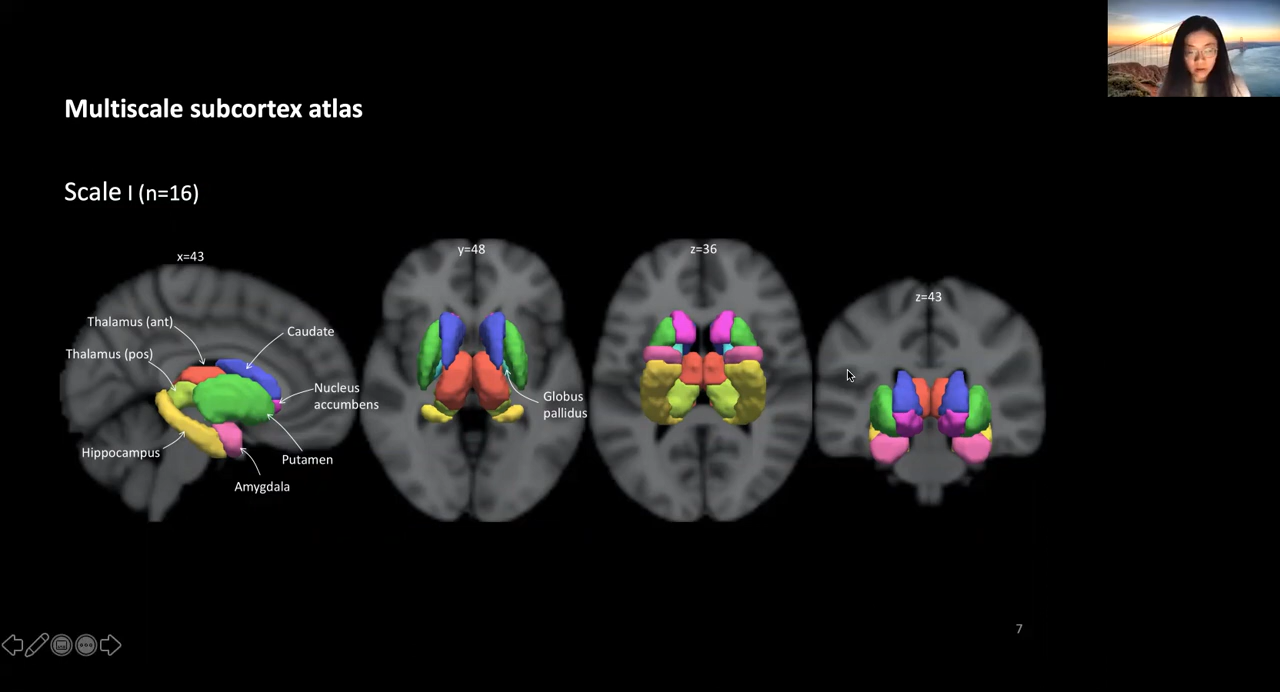 Multiscale subcortex atlas
Scale I (n=16)
x=43
y=48
z=36
z=43
Thalamus (ant)
Thalamus (pos)
Hippocampus
Caudate
Nucleus
accumbens
Putamen
Amygdala
Globus
pallidus
7